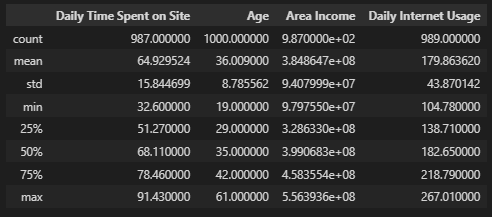 Daily Time Spent on Site Age Area Income Daily Internet Usage
count 987.000000 1000.000000 9.870000e+02 989.000000
mean 64.929524 36.009000 3.848647e+08 179.863620
std 15.844699 8.785562 9.407999e+07 43.870142
min 32.600000 19.000000 9.797550e+07 104.780000
25% 51.270000 29.000000 3.286330e+08 138.710000
50% 68.110000 35.000000 3.990683e+08 182.650000
75% 78.460000 42.000000 4.583554e+08 218.790000
max 91.430000 61.000000 5.563936e+08 267.010000